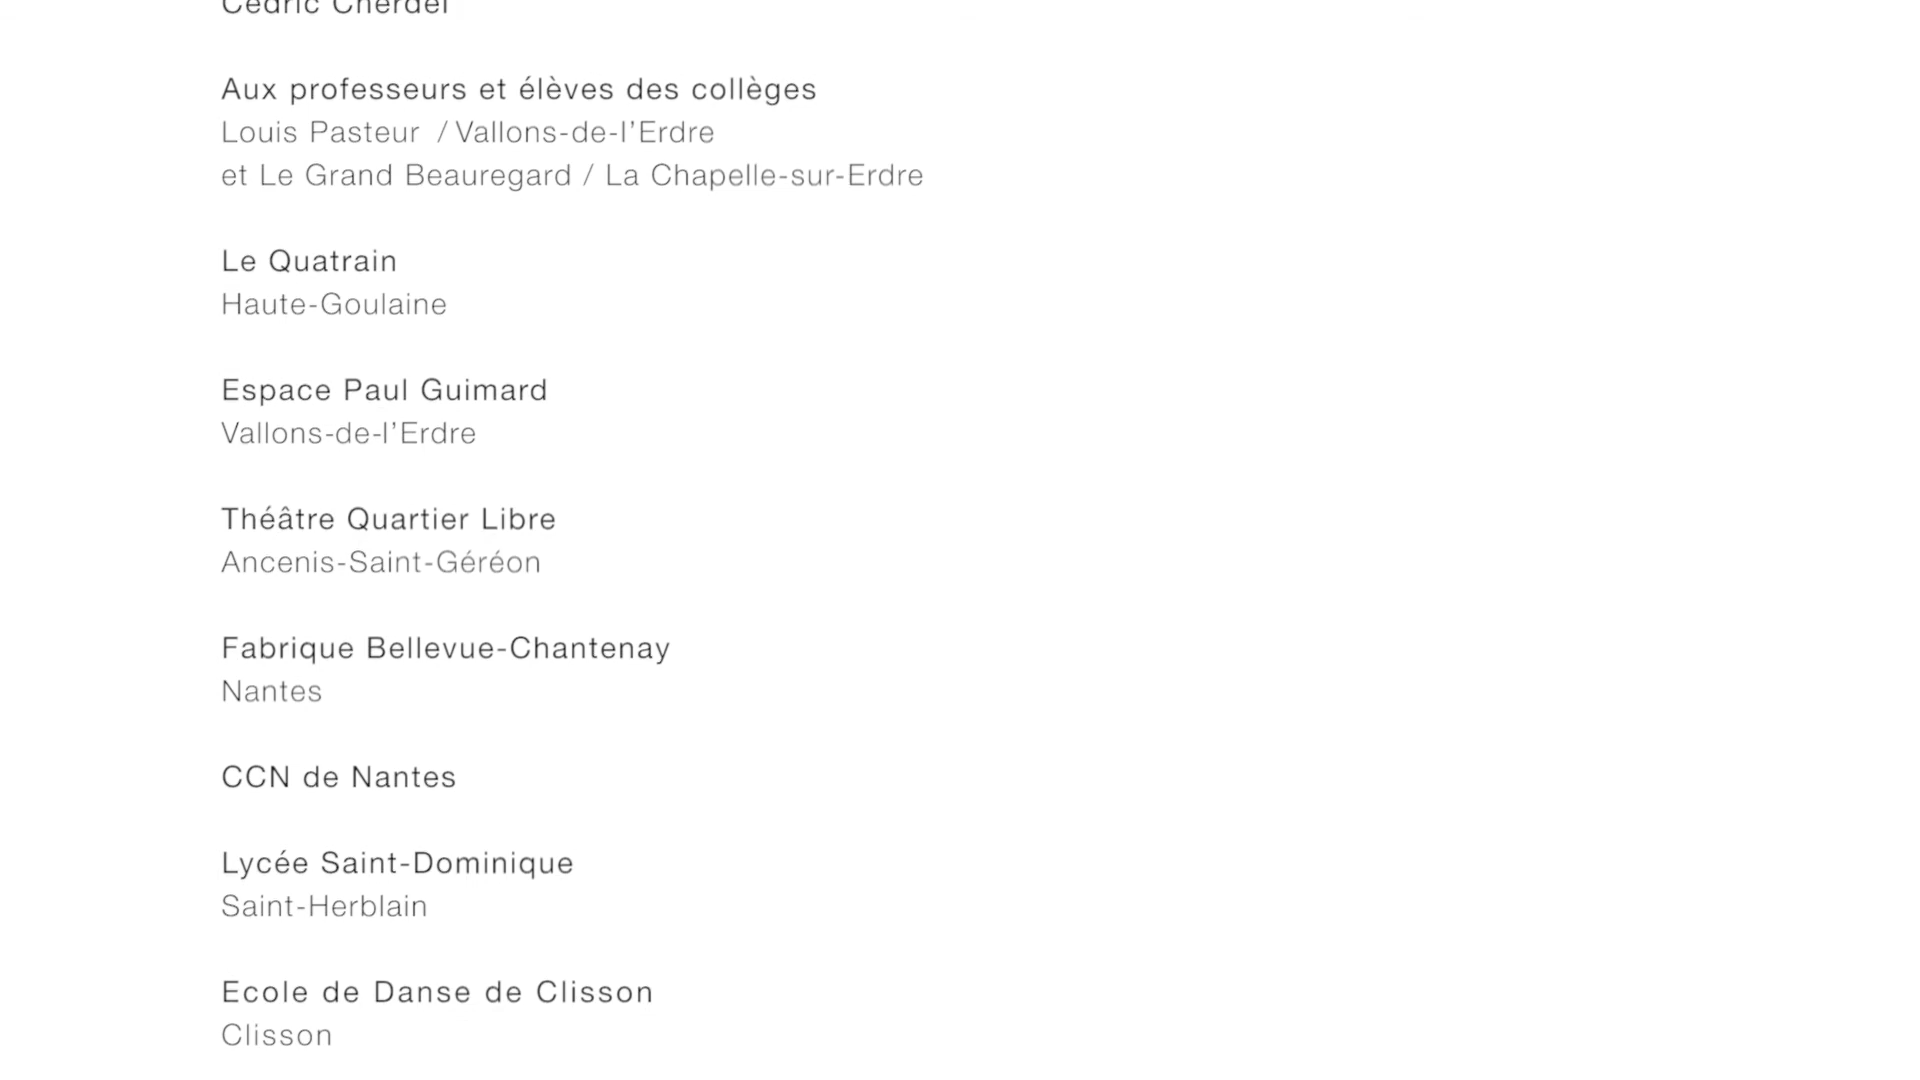 Cédric Cherdel
Aux professeurs et élèves des collèges
Louis Pasteur / Vallons-de-l’Erdre
et Le Grand Beauregard / La Chapelle-sur-Erdre
Le Quatrain
Haute-Goulaine
Espace Paul Guimard
Vallons-de-l’Erdre
Théâtre Quartier Libre
Ancenis-Saint-Géréon
Fabrique Bellevue-Chantenay
Nantes
CCN de Nantes
Lycée Saint-Dominique
Saint-Herblain
Ecole de Danse de Clisson
Clisson